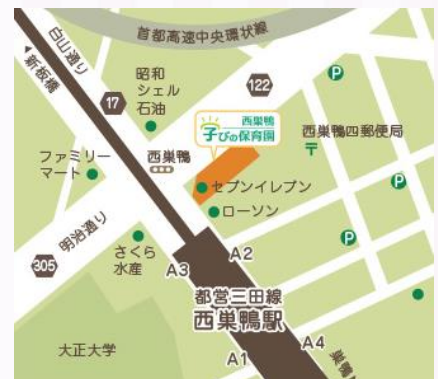 首都高速中央環状線
白山通り
◀新板橋
昭和
シェル
石油
17
122
P
西巣鴨
子びの保育園
西巣鴨四郵便局
〒
ファミリー
マート
西巣鴨
セブンイレブン
ローソン
P
明治通り
305
さくら
水産
A3
A2
P
都営三田線
西巣鴨駅
大正大学
A1
A4